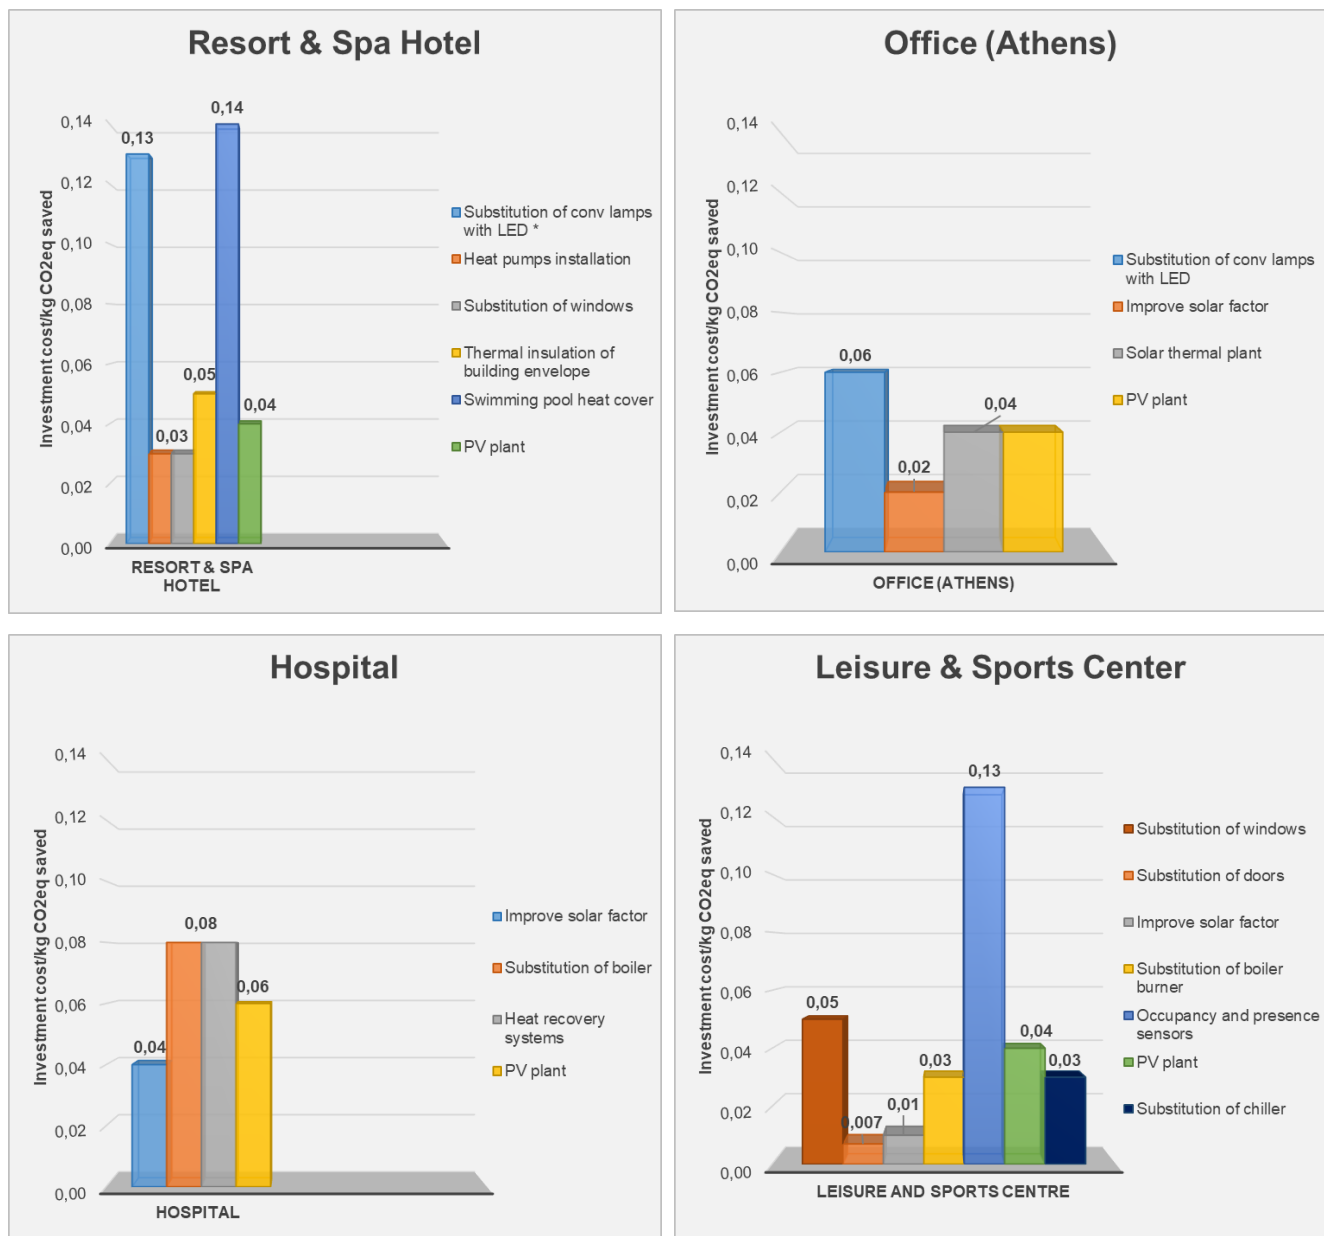 Resort & Spa Hotel
Investment cost/kg CO2eq saved
0,14
0,12
0,10
0,08
0,06
0,04
0,02
0,00
0,13
0,03
0,05
0,14
0,04
RESORT & SPA
HOTEL
Substitution of conv lamps
with LED *
Heat pumps installation
Substitution of windows
Thermal insulation of
building envelope
Swimming pool heat cover
PV plant
Office (Athens)
Investment cost/kg CO2eq saved
0,14
0,12
0,10
0,08
0,06
0,04
0,02
0,00
0,06
0,02
0,04
OFFICE (ATHENS)
Substitution of conv lamps
with LED
Improve solar factor
Solar thermal plant
PV plant
Hospital
Investment cost/kg CO2eq saved
0,14
0,12
0,10
0,08
0,06
0,04
0,02
0,00
0,04
0,08
0,06
HOSPITAL
Improve solar factor
Substitution of boiler
Heat recovery
systems
PV plant
Leisure & Sports Center
Investment cost/kg CO2eq saved
0,14
0,12
0,10
0,08
0,06
0,04
0,02
0,00
0,05
0,007
0,01
0,03
0,13
0,04
0,03
LEISURE AND SPORTS CENTRE
Substitution of windows
Substitution of doors
Improve solar factor
Substitution of boiler
burner
Occupancy and presence
sensors
PV plant
Substitution of chiller